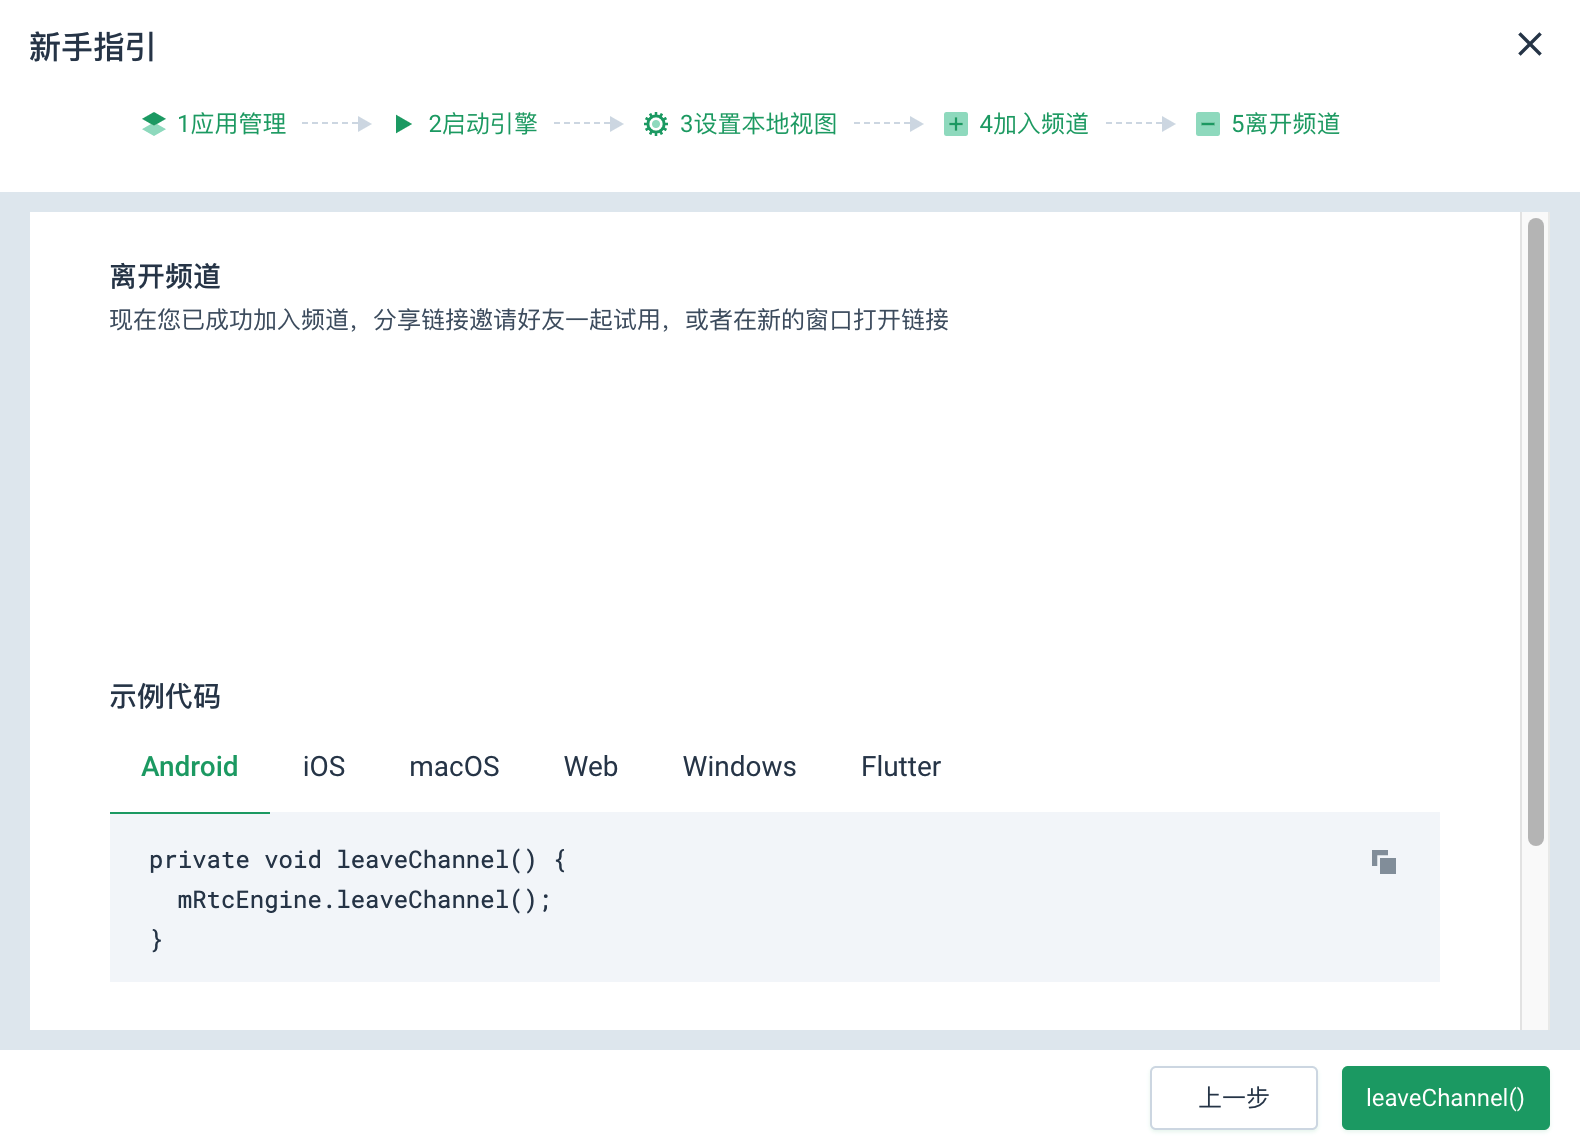 新手指引
1应用管理
2启动引擎
3设置本地视图
4加入频道
5离开频道
离开频道
现在您已成功加入频道，分享链接邀请好友一起试用，或者在新的窗口打开链接
示例代码
Android iOS macOS Web Windows Flutter
private void leaveChannel() {
  mRtcEngine.leaveChannel();
}
上一步
leaveChannel()